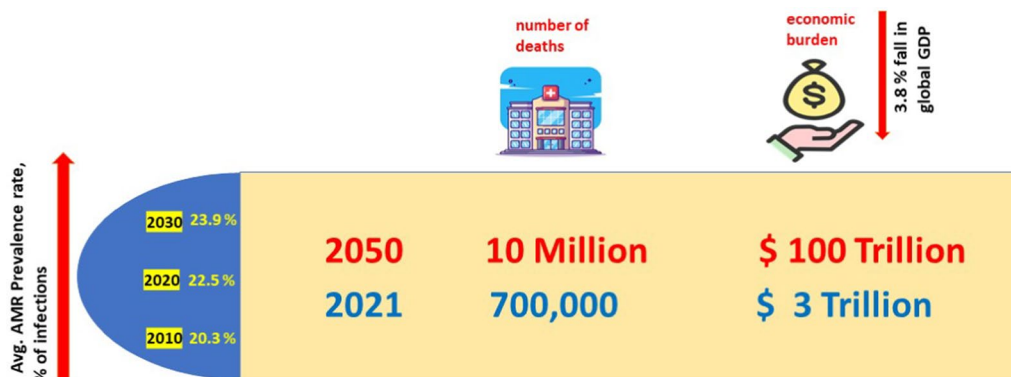 number of
deaths
economic
burden
3.8 % fall in
global GDP
$
Avg. AMR Prevalence rate,
% of infections
2030 23.9 %
2020 22.5 %
2010 20.3 %
2050 10 Million $ 100 Trillion
2021 700,000 $ 3 Trillion